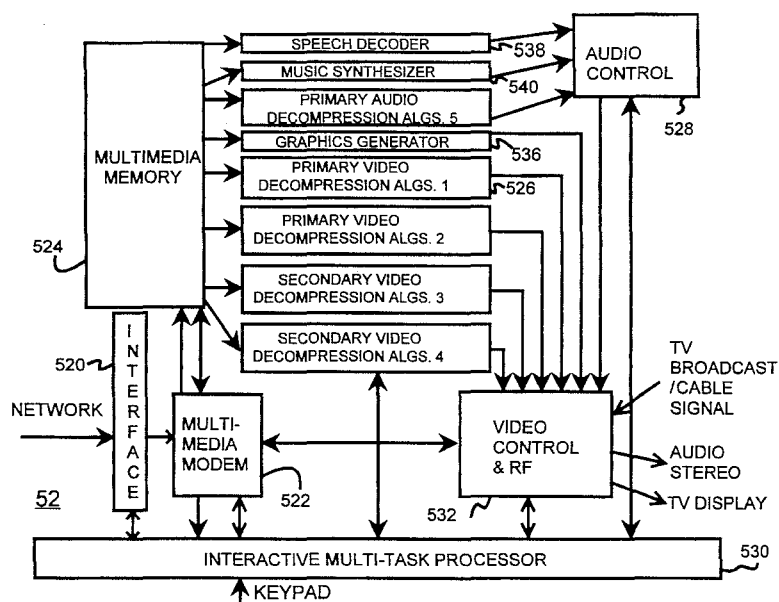 SPEECH DECODER
538
MUSIC SYNTHESIZER
540
AUDIO
CONTROL
528
PRIMARY AUDIO
DECOMPRESSION ALGS. 5
GRAPHICS GENERATOR
536
MULTIMEDIA
MEMORY
524
PRIMARY VIDEO
DECOMPRESSION ALGS. 1
526
PRIMARY VIDEO
DECOMPRESSION ALGS. 2
SECONDARY VIDEO
DECOMPRESSION ALGS. 3
SECONDARY VIDEO
DECOMPRESSION ALGS. 4
520
INTERFACE
NETWORK
MULTI-
MEDIA
MODEM
522
VIDEO
CONTROL
& RF
532
TV
BROADCAST
/CABLE
SIGNAL
AUDIO
STEREO
TV DISPLAY
52
INTERACTIVE MULTI-TASK PROCESSOR
530
KEYPAD